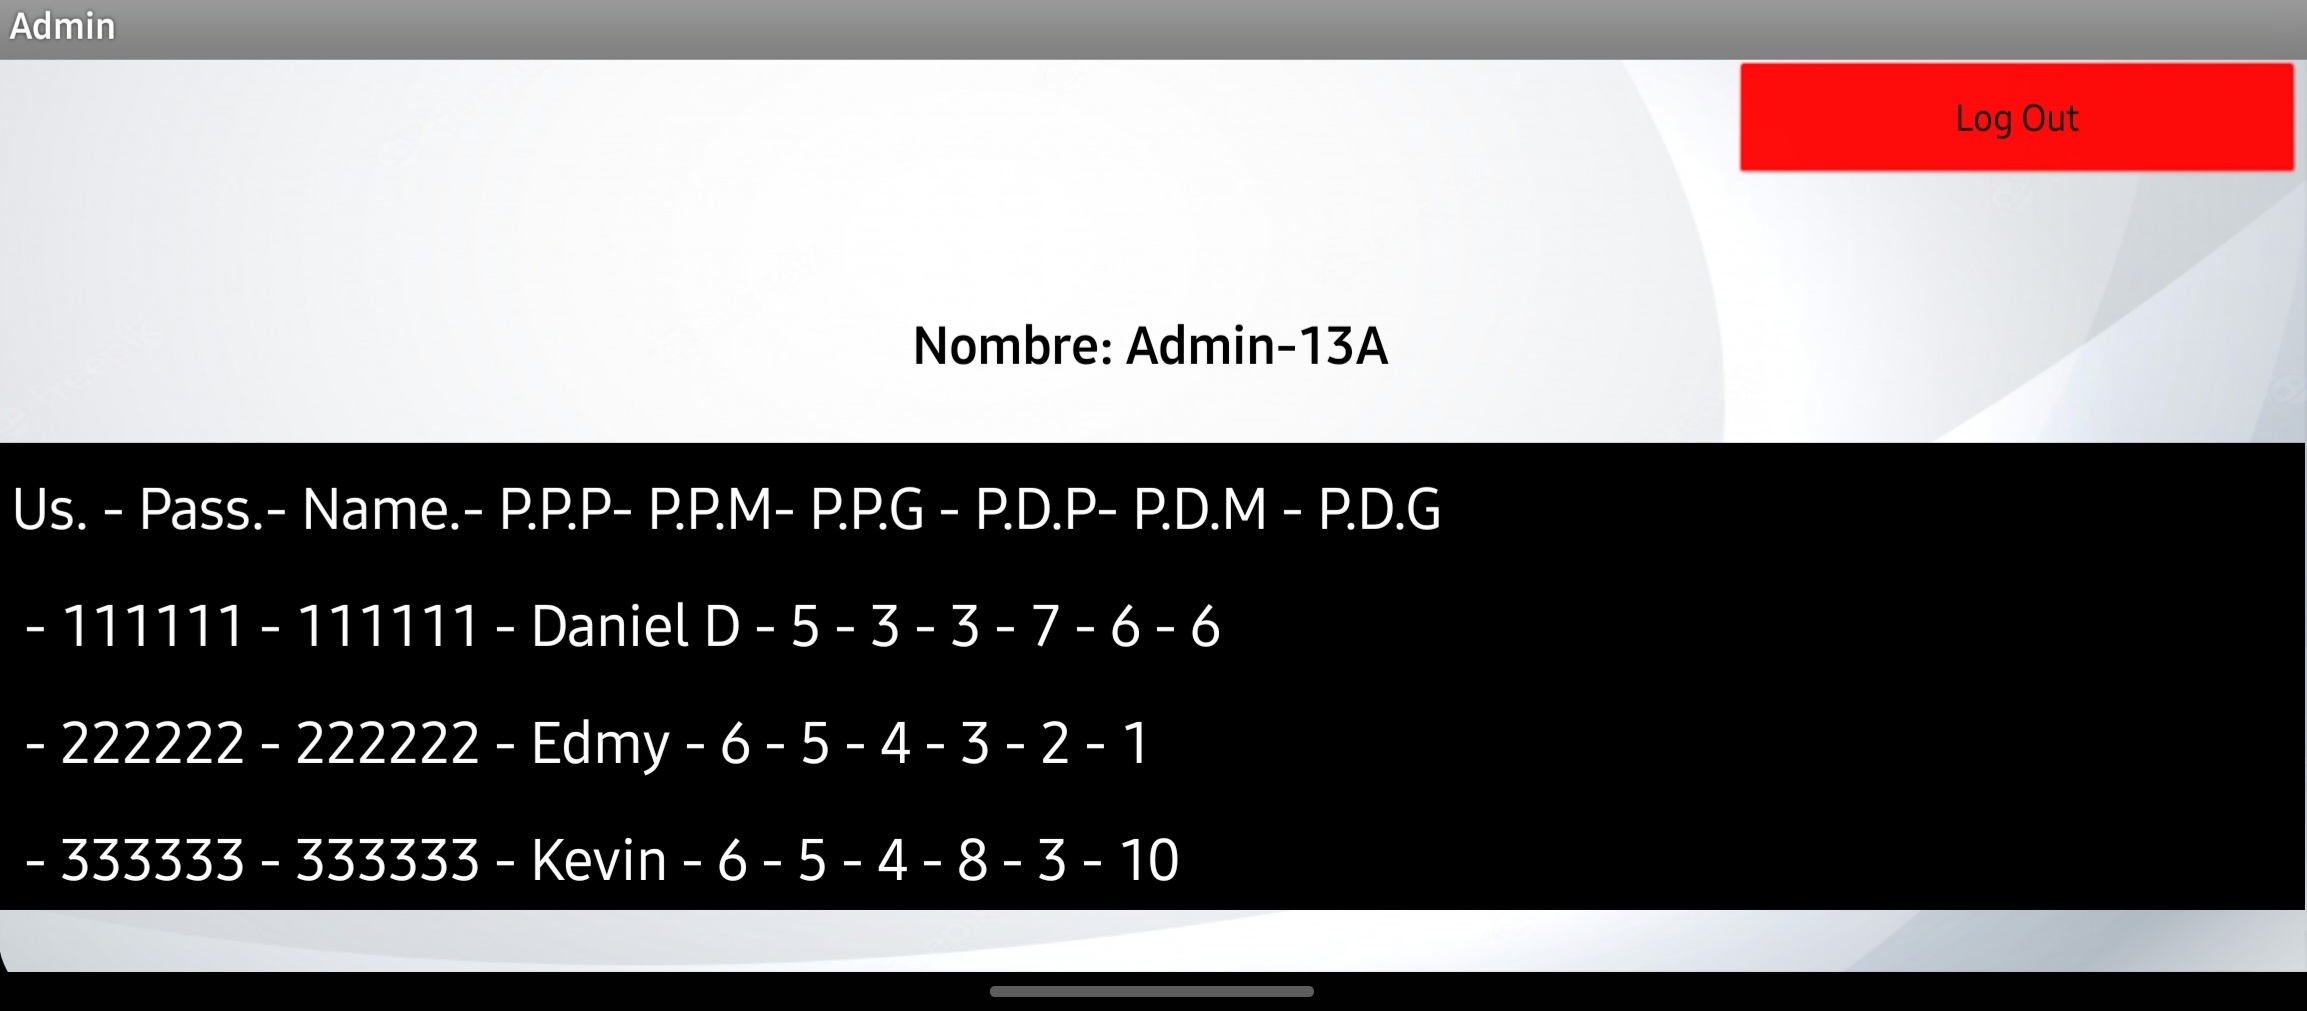 Admin
Log Out
Nombre: Admin-13A
Us. - Pass.- Name.- P.P.P- P.P.M- P.P.G - P.D.P- P.D.M - P.D.G
- 111111 - 111111 - Daniel D - 5 - 3 - 3 - 7 - 6 - 6
- 222222 - 222222 - Edmy - 6 - 5 - 4 - 3 - 2 - 1
- 333333 - 333333 - Kevin - 6 - 5 - 4 - 8 - 3 - 10